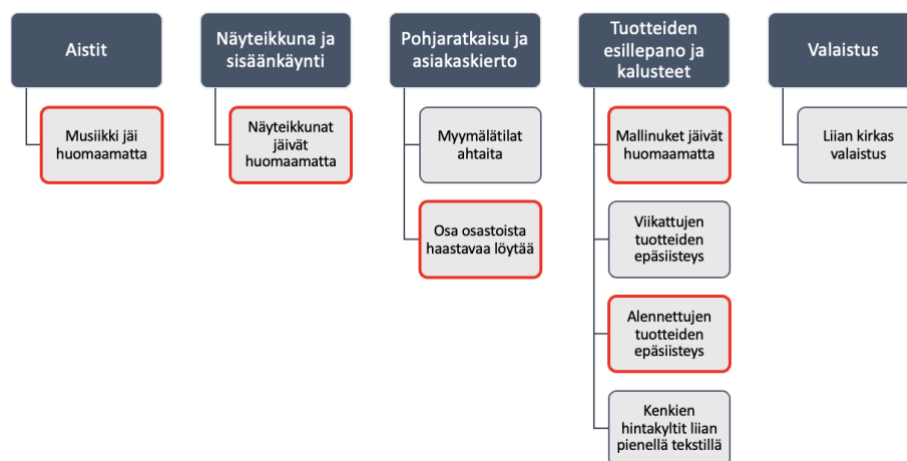 Aistit
Musiikki jäi
huomaamatta
Näyteikkuna ja
sisäänkäynti
Näyteikkunat
jäivät
huomaamatta
Pohjaratkaisu ja
asiakaskierto
Myymälätilat
ahtaita
Osa osastoista
haastavaa löytää
Tuotteiden
esillepano ja
kalusteet
Mallinuket jäivät
huomaamatta
Viikattujen
tuotteiden
epäsiisteys
Alennettujen
tuotteiden
epäsiisteys
Kenkien
hintakyltit liian
pienellä tekstillä
Valaistus
Liian kirkas
valaistus